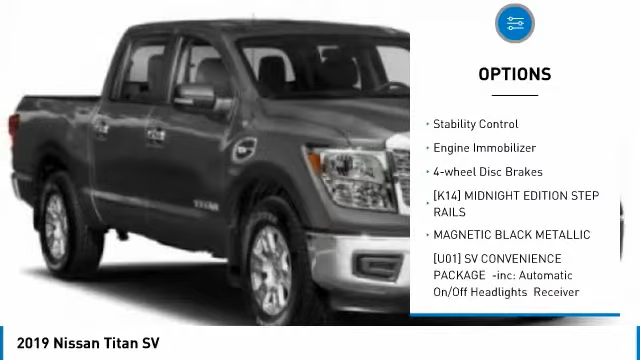 OPTIONS
Stability Control
Engine Immobilizer
4-wheel Disc Brakes
[K14] MIDNIGHT EDITION STEP
RAILS
MAGNETIC BLACK METALLIC
[U01] SV CONVENIENCE
PACKAGE -inc: Automatic
On/Off Headlights Receiver
TITAN
2019 Nissan Titan SV